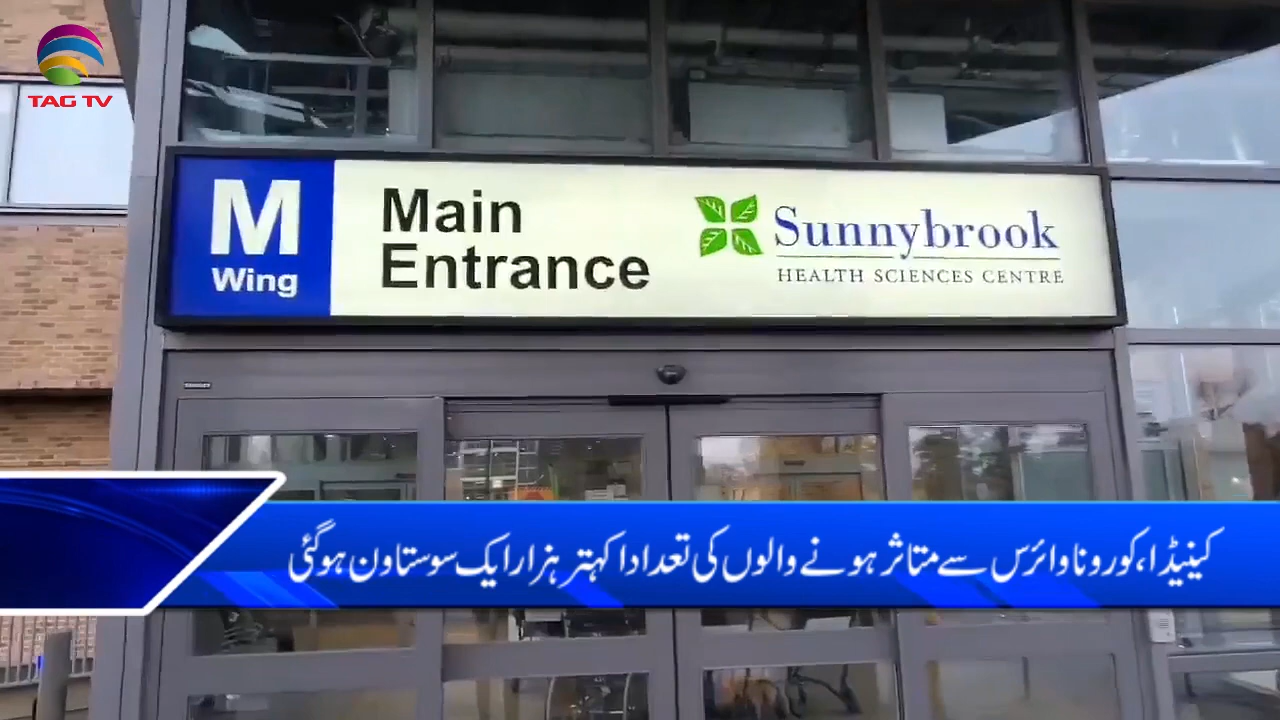 TAG TV
M
Wing
Main
Entrance
Sunnybrook
HEALTH SCIENCES CENTRE
کینیڈا، کورونا وائرس سے متاثر ہونے والوں کی تعداد اکہتر ہزار ایک سو ستاون ہوگئی